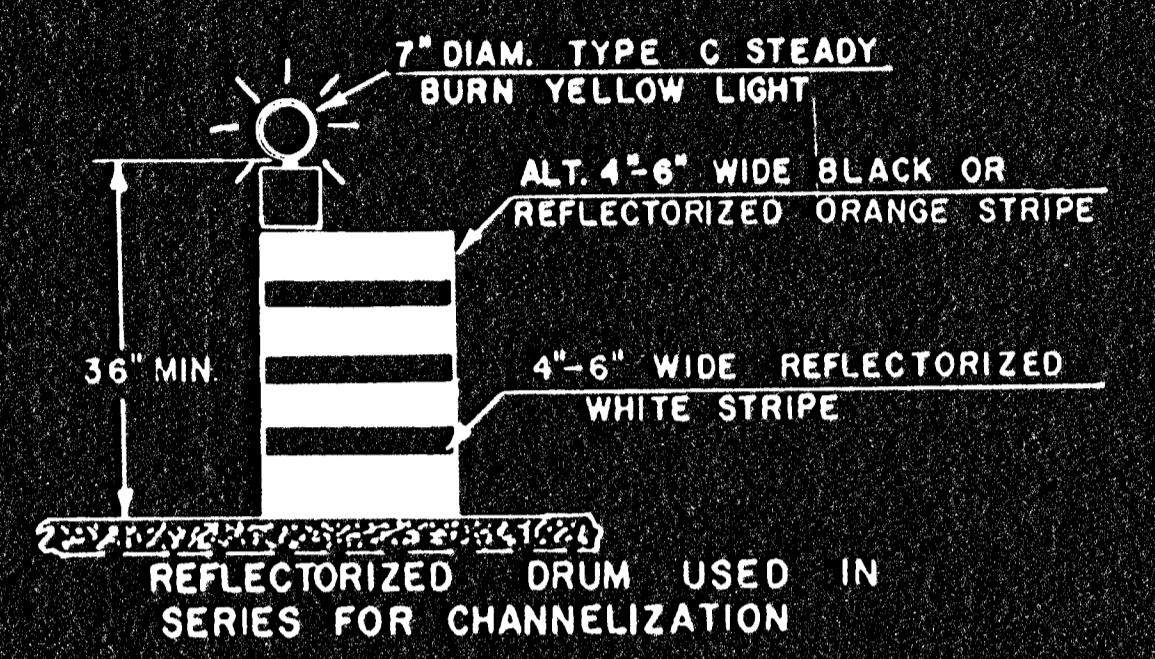 7" DIAM. TYPE C STEADY
BURN YELLOW LIGHT
ALT. 4"-6" WIDE BLACK OR
REFLECTORIZED ORANGE STRIPE
36" MIN.
4"-6" WIDE REFLECTORIZED
WHITE STRIPE
REFLECTORIZED DRUM USED IN
SERIES FOR CHANNELIZATION